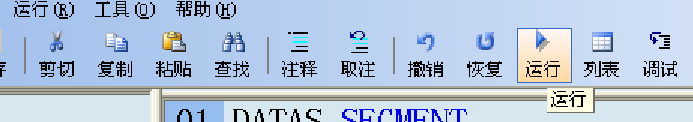 运行(R) 工具(O) 帮助(H)
剪切 复制 粘贴 查找 注释 取注 撤销 恢复 运行 列表 调试
运行
01 DATAS SEGMENT